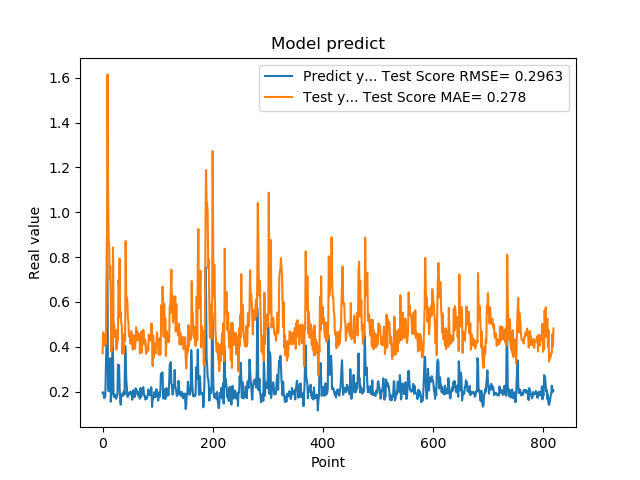 Model predict
Predict y... Test Score RMSE= 0.2963
Test y... Test Score MAE= 0.278
Real value
1.6
1.4
1.2
1.0
0.8
0.6
0.4
0.2
0
200
400
600
800
Point